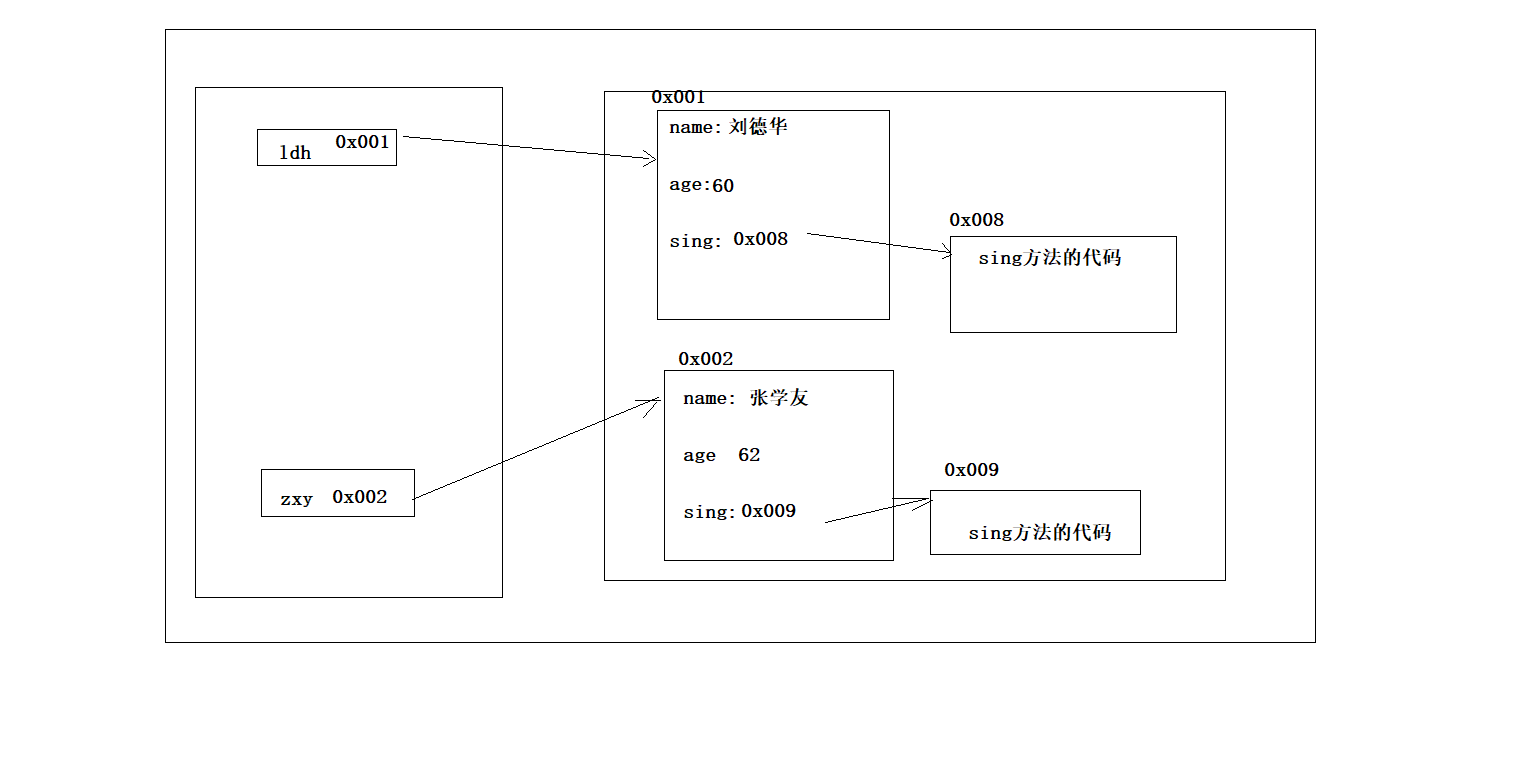 ldh 0x001
0x001
name: 刘德华
age:60
sing: 0x008
0x008
sing方法的代码
zxy 0x002
0x002
name: 张学友
age 62
sing: 0x009
0x009
sing方法的代码